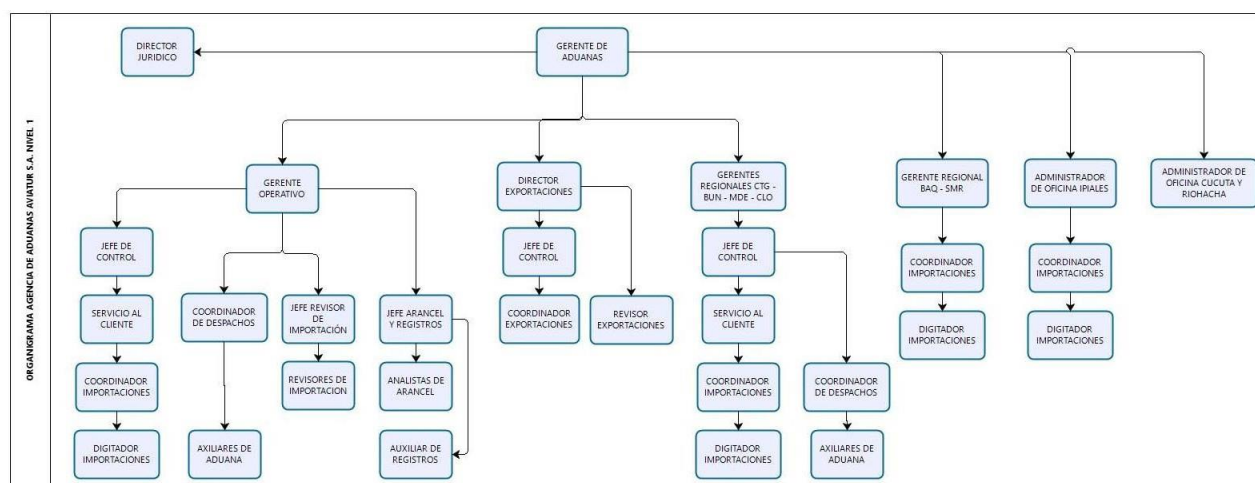 ORGANIGRAMA AGENCIA DE ADUANAS AVIATUR S.A. NIVEL 1
DIRECTOR
JURIDICO
GERENTE DE
ADUANAS
GERENTE
OPERATIVO
DIRECTOR
EXPORTACIONES
GERENTES
REGIONALES CTG -
BUN - MDE - CLO
GERENTE REGIONAL
BAQ - SMR
ADMINISTRADOR
DE OFICINA IPIALES
ADMINISTRADOR DE
OFICINA CUCUTA Y
RIOHACHA
JEFE DE
CONTROL
JEFE DE
CONTROL
JEFE DE
CONTROL
COORDINADOR
IMPORTACIONES
COORDINADOR
IMPORTACIONES
SERVICIO AL
CLIENTE
COORDINADOR
DE DESPACHOS
JEFE REVISOR
DE
IMPORTACIÓN
JEFE ARANCEL
Y REGISTROS
COORDINADOR
EXPORTACIONES
REVISOR
EXPORTACIONES
SERVICIO AL
CLIENTE
DIGITADOR
IMPORTACIONES
DIGITADOR
IMPORTACIONES
COORDINADOR
IMPORTACIONES
REVISORES DE
IMPORTACION
ANALISTAS DE
ARANCEL
COORDINADOR
IMPORTACIONES
COORDINADOR
DE DESPACHOS
DIGITADOR
IMPORTACIONES
AXILIARES DE
ADUANA
AUXILIAR DE
REGISTROS
DIGITADOR
IMPORTACIONES
AXILIARES DE
ADUANA